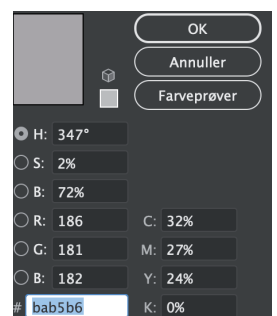 OK
Annuller
Farveprøver
H: 347°
S: 2%
B: 72%
R: 186 C: 32%
G: 181 M: 27%
B: 182 Y: 24%
# bab5b6 K: 0%